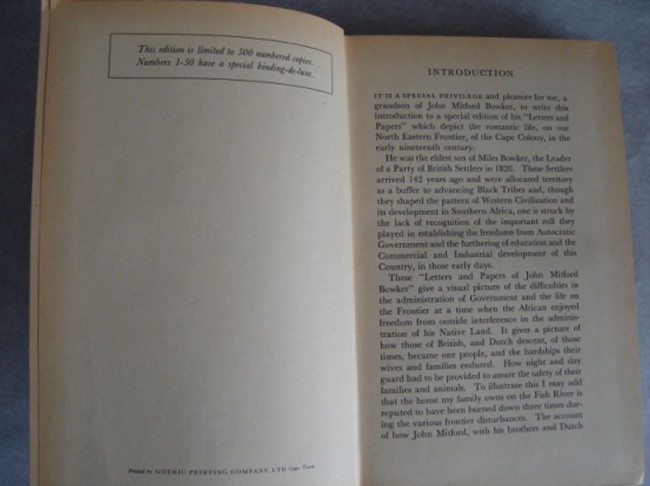 This edition is limited to 500 numbered copies.
Numbers 1-50 have a special binding-de-luxe.
Printed by GOTHIC PRINTING COMPANY LTD Cape Town
INTRODUCTION
IT IS A SPECIAL PRIVILEGE and pleasure for me, a
grandson of John Mitford Bowker, to write this
introduction to a special edition of his "Letters and
Papers" which depict the romantic life, on our
North Eastern Frontier, of the Cape Colony, in the
early nineteenth century.
He was the eldest son of Miles Bowker, the Leader
of a Party of British Settlers in 1820. These Settlers
arrived 142 years ago and were allocated territory
as a buffer to advancing Black Tribes and, though
they shaped the pattern of Western Civilization and
its development in Southern Africa, one is struck by
the lack of recognition of the important roll they
played in establishing the freedom from Autocratic
Government and the furthering of education and the
Commercial and Industrial development of this
Country, in those early days.
These "Letters and Papers of John Mitford
Bowker" give a visual picture of the difficulties in
the administration of Government and the life on
the Frontier at a time when the African enjoyed
freedom from outside interference in the adminis-
tration of his Native Land. It gives a picture of
how those of British, and Dutch descent, of those
times, became one people, and the hardships their
wives and families endured. How night and day
guard had to be provided to assure the safety of their
families and animals. To illustrate this I may add
that the home my family owns on the Fish River is
reputed to have been burned down three times dur-
ing the various frontier disturbances. The account
of how John Mitford, with his brothers and Dutch